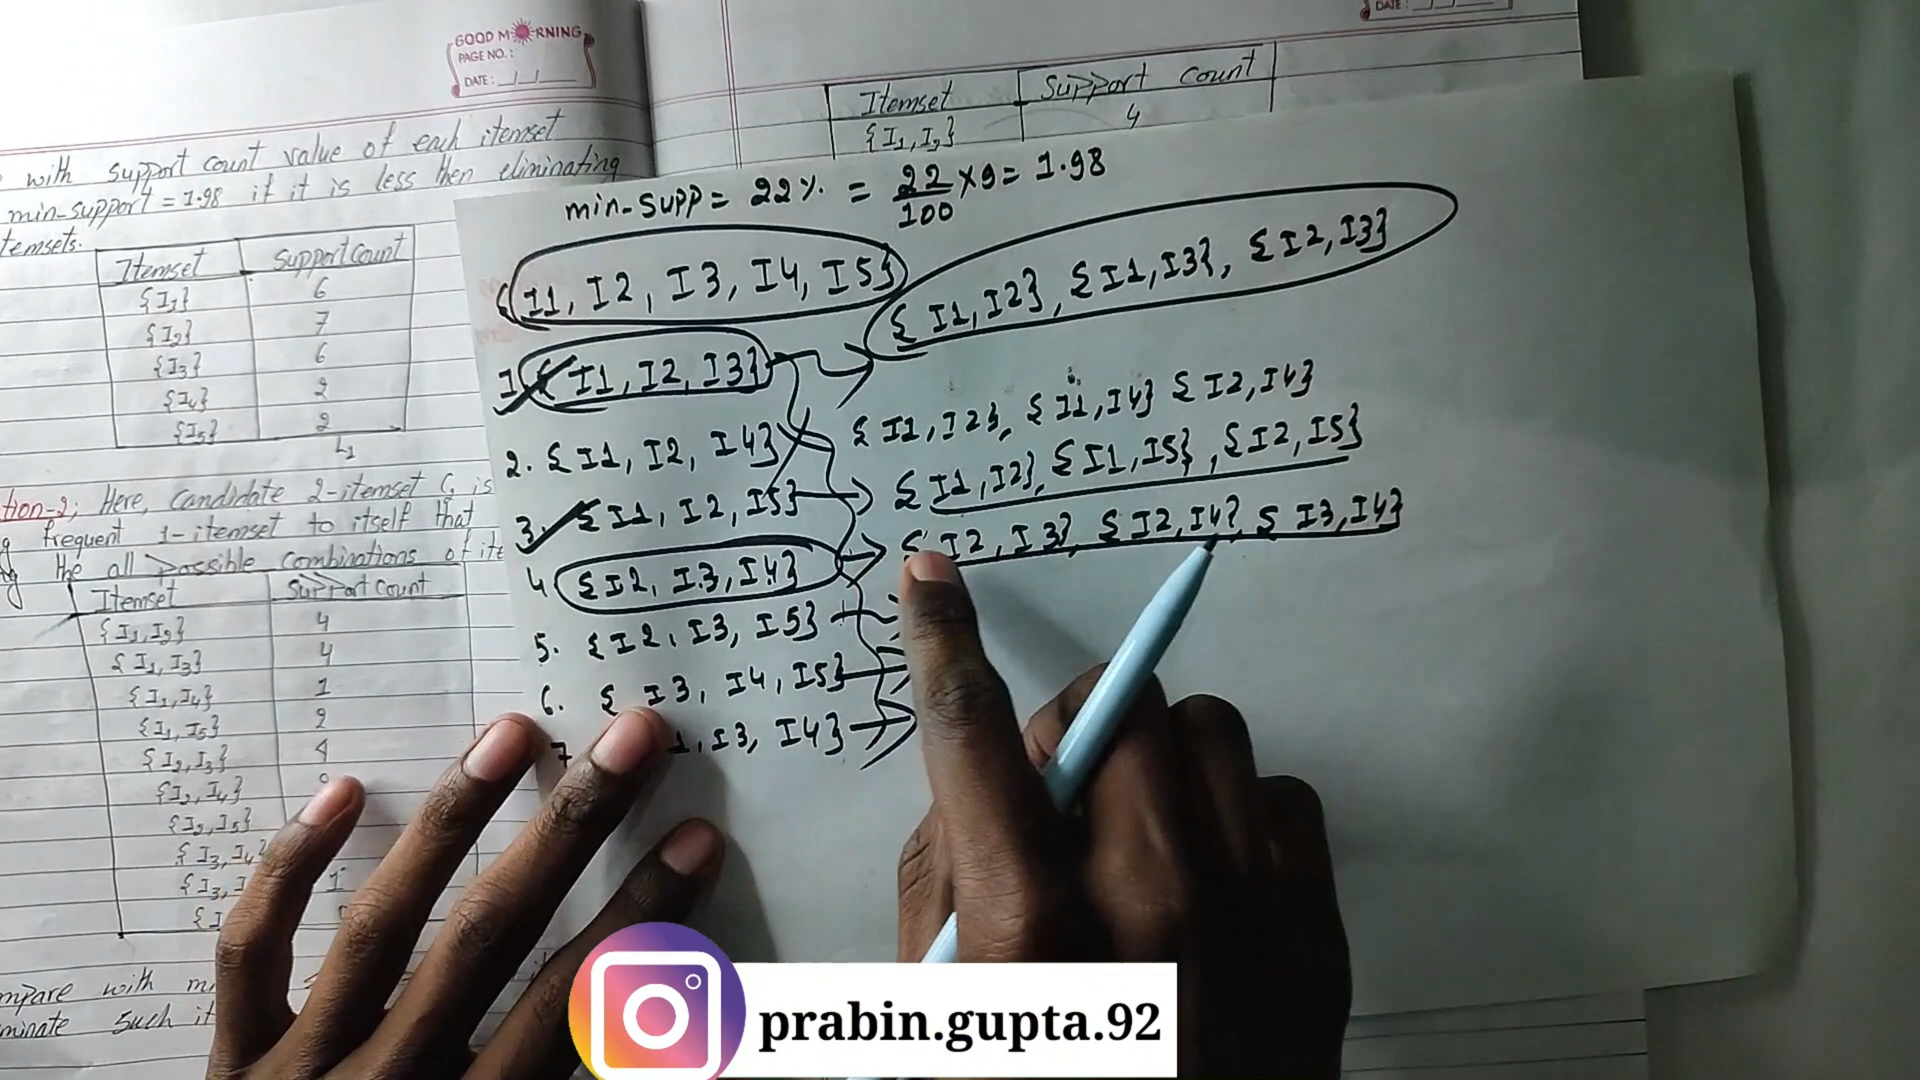 GOOD MORNING
PAGE NO. :
DATE :
DATE :
with support count value of each itemset
min-support = 1.98 if it is less then eliminating
temsets.
Itemset Support Count
{I1} 6
{I2} 7
{I3} 6
{I4} 2
{I5} 2
L1
tion-2; Here, candidate 2-itemset C2 is
frequent 1-itemset to itself that
the all possible combinations of ite
Itemset Support Count
{I1, I2} 4
{I1, I3} 4
{I1, I4} 1
{I1, I5} 2
{I2, I3} 4
{I2, I4}
{I2, I5}
{I3, I4
{I3, I 1
{I
mpare with mi
minate such it
Itemset Support Count
{I1, I2} 4
min-supp = 22% = 22/100 x 9 = 1.98
{I1, I2, I3, I4, I5}
{I1, I2}, {I1, I3}, {I2, I3}
1 {I1, I2, I3}
2. {I1, I2, I4} {I1, I2}, {I1, I4} {I2, I4}
3. {I1, I2, I5} {I1, I2}, {I1, I5}, {I2, I5}
4 {I2, I3, I4} {I2, I3}, {I2, I4}, {I3, I4}
5. {I2, I3, I5}
6. { I3, I4, I5}
7 1, I3, I4}
prabin.gupta.92